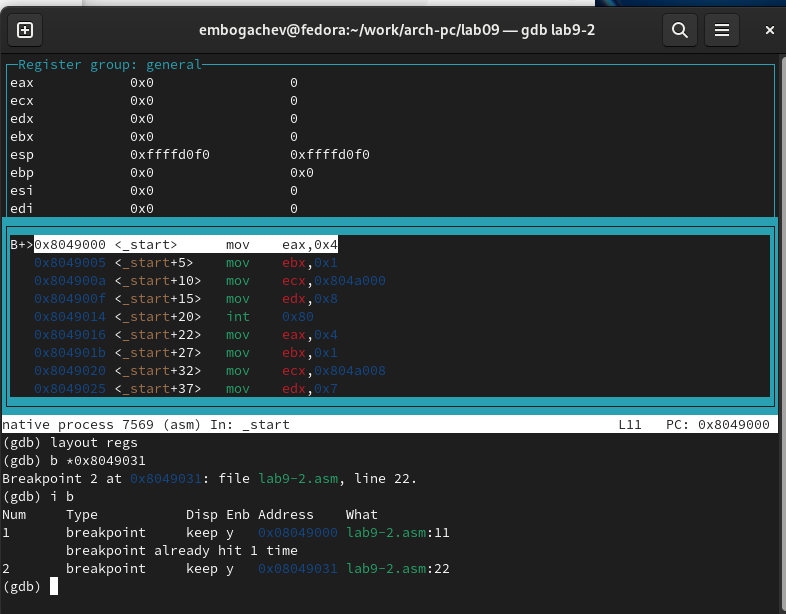 embogachev@fedora:~/work/arch-pc/lab09 — gdb lab9-2
Register group: general
eax 0x0 0
ecx 0x0 0
edx 0x0 0
ebx 0x0 0
esp 0xffffd0f0 0xffffd0f0
ebp 0x0 0x0
esi 0x0 0
edi 0x0 0
B+>0x8049000 <_start> mov eax,0x4
0x8049005 <_start+5> mov ebx,0x1
0x804900a <_start+10> mov ecx,0x804a000
0x804900f <_start+15> mov edx,0x8
0x8049014 <_start+20> int 0x80
0x8049016 <_start+22> mov eax,0x4
0x804901b <_start+27> mov ebx,0x1
0x8049020 <_start+32> mov ecx,0x804a008
0x8049025 <_start+37> mov edx,0x7
native process 7569 (asm) In: _start L11 PC: 0x8049000
(gdb) layout regs
(gdb) b *0x8049031
Breakpoint 2 at 0x8049031: file lab9-2.asm, line 22.
(gdb) i b
Num Type Disp Enb Address What
1 breakpoint keep y 0x08049000 lab9-2.asm:11
breakpoint already hit 1 time
2 breakpoint keep y 0x08049031 lab9-2.asm:22
(gdb)